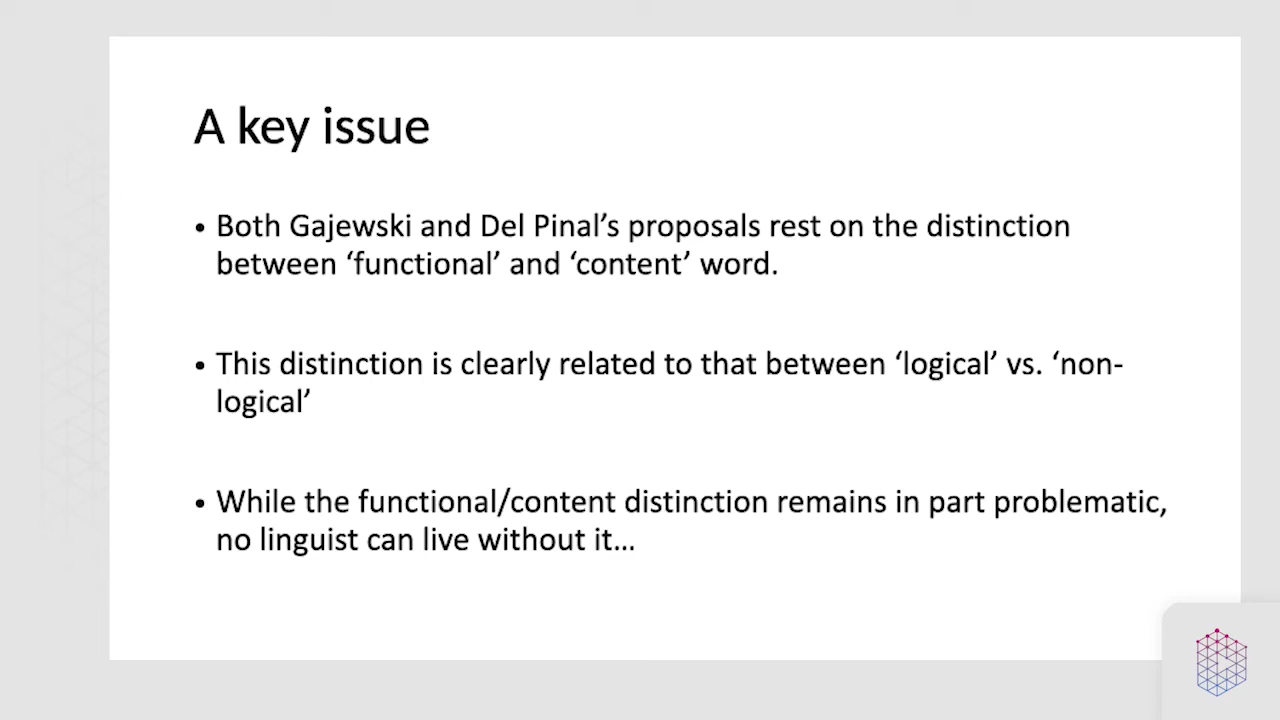 A key issue
• Both Gajewski and Del Pinal’s proposals rest on the distinction
between ‘functional’ and ‘content’ word.
• This distinction is clearly related to that between ‘logical’ vs. ‘non-
logical’
• While the functional/content distinction remains in part problematic,
no linguist can live without it...